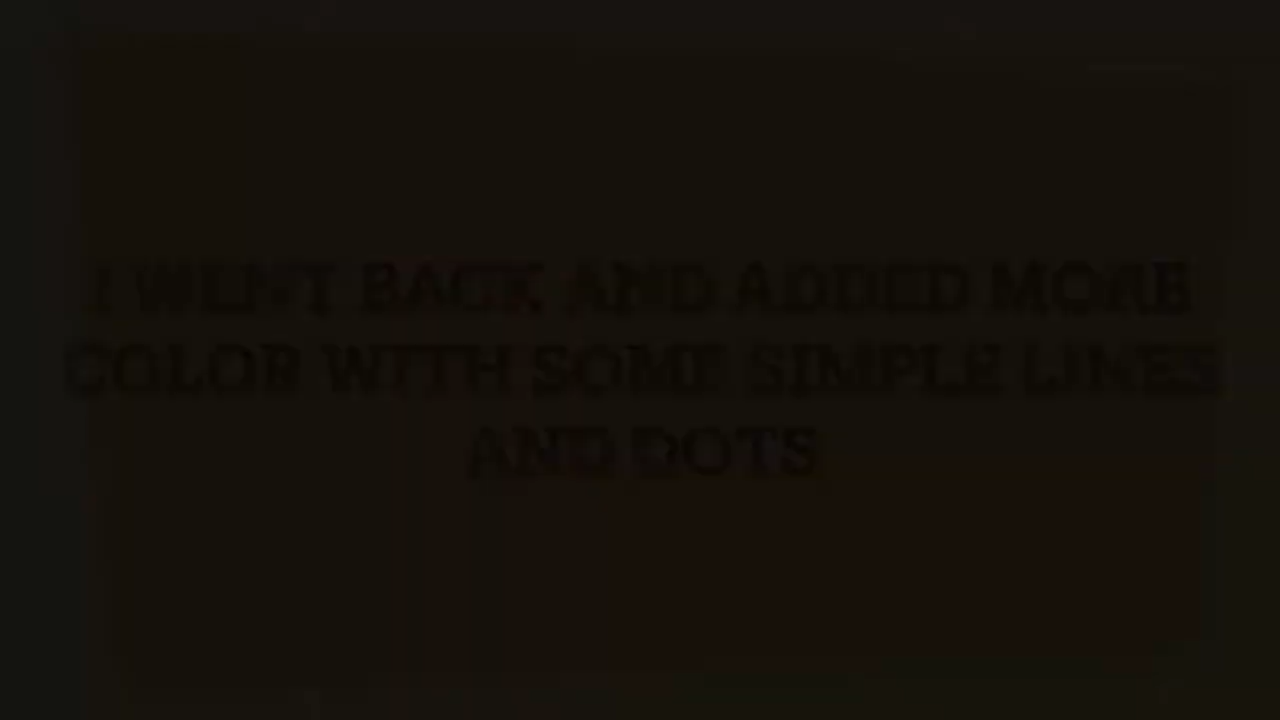 I WENT BACK AND ADDED MORE
COLOR WITH SOME SIMPLE LINES
AND DOTS